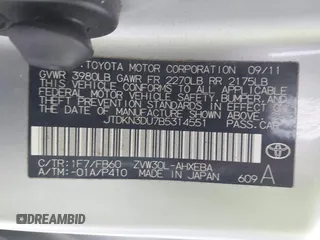 TOYOTA MOTOR CORPORATION 09/11
GVWR 3980LB GAWR FR 2270LB RR 2175LB
THIS VEHICLE CONFORMS TO ALL APPLICABLE
FEDERAL MOTOR VEHICLE SAFETY, BUMPER, AND
THEFT PREVENTION STANDARDS IN EFFECT ON THE
DATE OF MANUFACTURE SHOWN ABOVE.
JTDKN3DU7B5314551 PASS. CAR
C/TR: 1F7/FB60 ZVW30L-AHXEBA
A/TM: -01A/P410 MADE IN JAPAN
609 A
TOYOTA